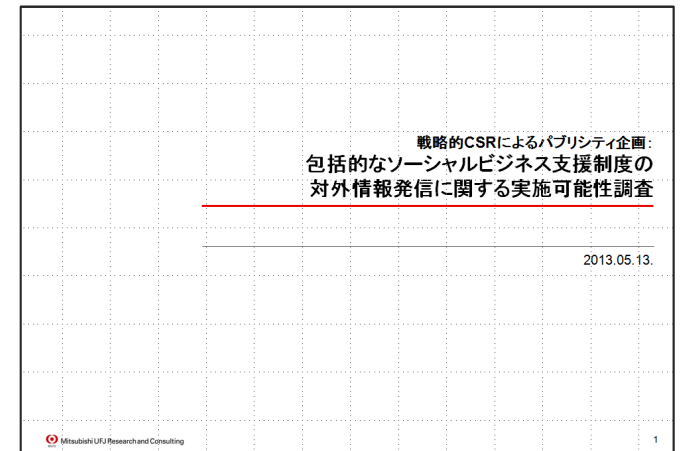 戦略的CSRによるパブリシティ企画:
包括的なソーシャルビジネス支援制度の
対外情報発信に関する実施可能性調査
2013.05.13.
Mitsubishi UFJ Research and Consulting
1